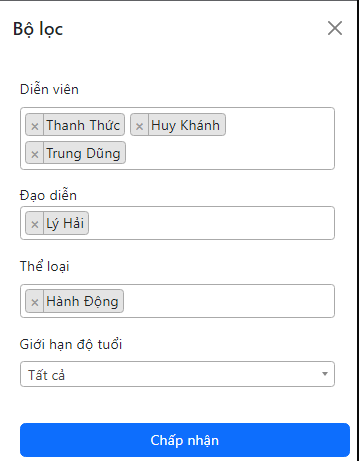 Bộ lọc ×
Diễn viên
× Thanh Thức × Huy Khánh
× Trung Dũng
Đạo diễn
× Lý Hải
Thể loại
× Hành Động
Giới hạn độ tuổi
Tất cả
Chấp nhận